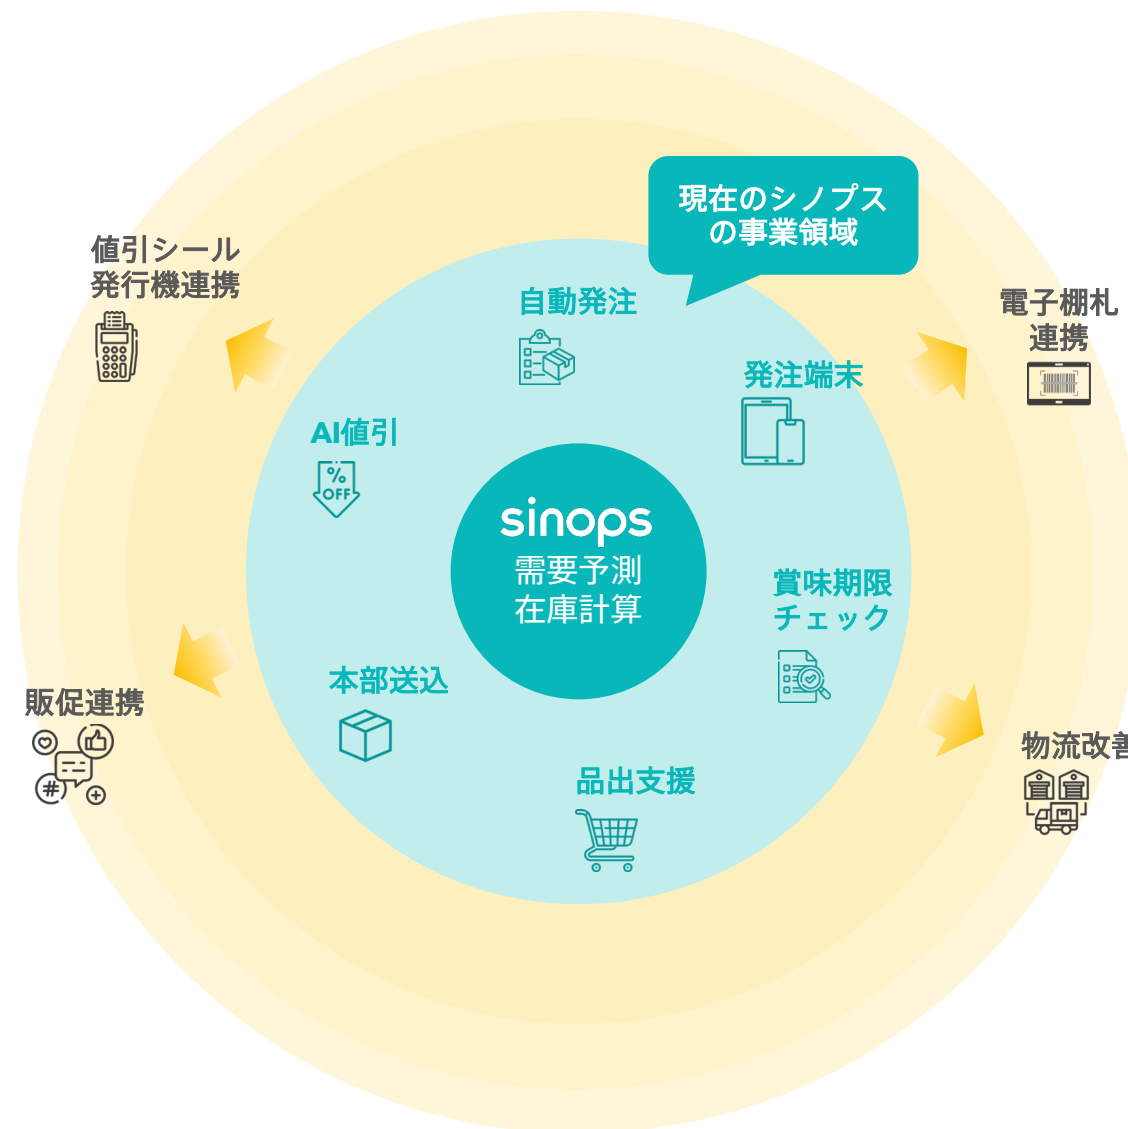 現在のシノプス
の事業領域
値引シール
発行機連携
自動発注
電子棚札
連携
発注端末
AI値引
%
OFF
sinops
需要予測
在庫計算
賞味期限
チェック
本部送込
販促連携
#
物流改善
品出支援